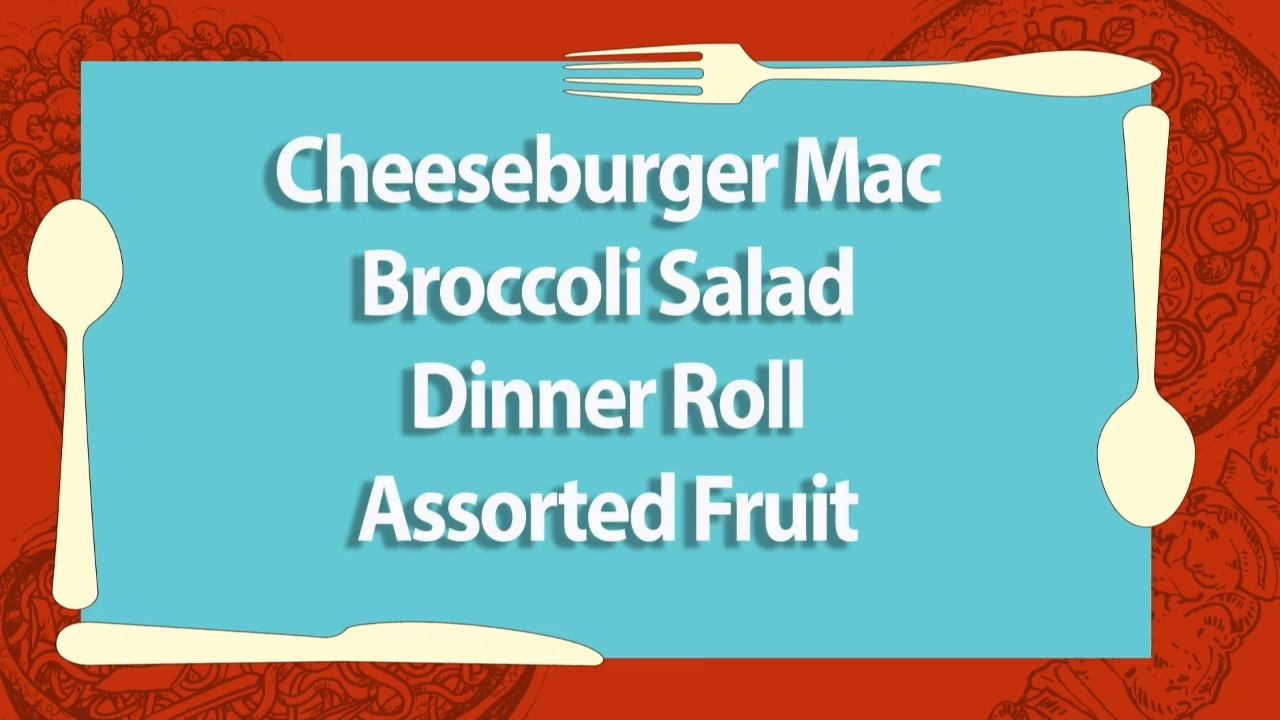 Cheeseburger Mac
Broccoli Salad
Dinner Roll
Assorted Fruit